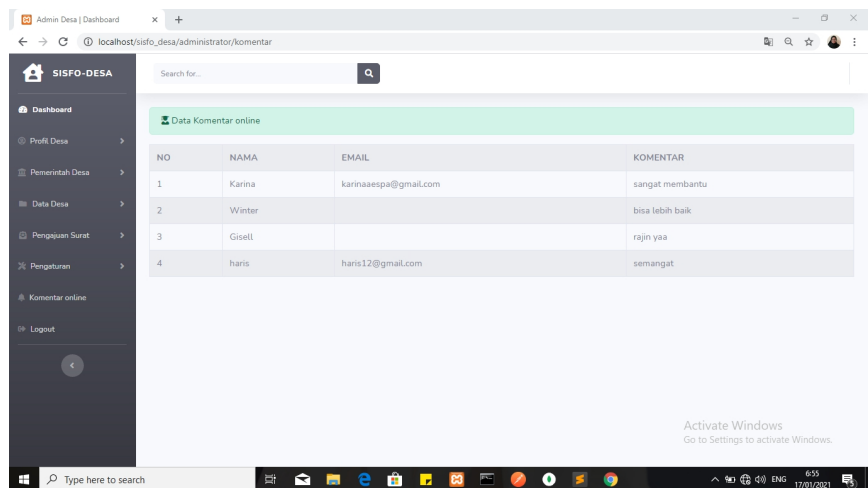 Admin Desa | Dashboard
localhost/sisfo_desa/administrator/komentar
SISFO-DESA
Search for...
Dashboard
Data Komentar online
Profil Desa
NO NAMA EMAIL KOMENTAR
Pemerintah Desa
1 Karina karinaaespa@gmail.com sangat membantu
Data Desa
2 Winter bisa lebih baik
Pengajuan Surat
3 Gisell rajin yaa
Pengaturan
4 haris haris12@gmail.com semangat
Komentar online
Logout
Activate Windows
Go to Settings to activate Windows.
Type here to search
ENG
6:55
17/01/2021